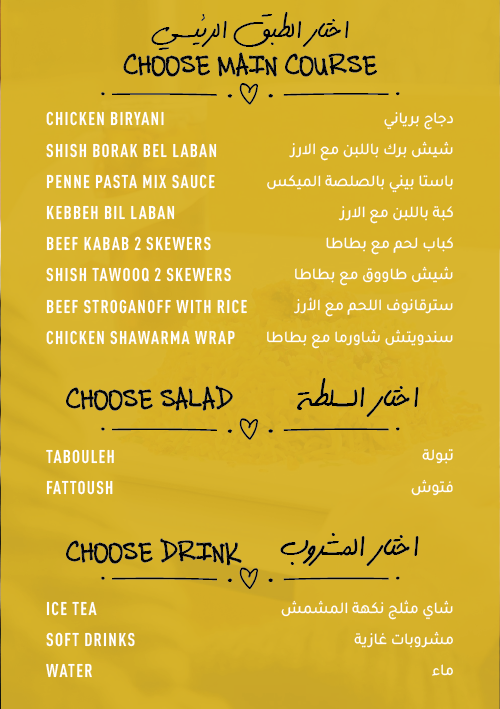 اختار الطبق الرئيسي
CHOOSE MAIN COURSE
CHICKEN BIRYANI دجاج برياني
SHISH BORAK BEL LABAN شيش برك باللبن مع الارز
PENNE PASTA MIX SAUCE باستا بيني بالصلصة الميكس
KEBBEH BIL LABAN كبة باللبن مع الارز
BEEF KABAB 2 SKEWERS كباب لحم مع بطاطا
SHISH TAWOOQ 2 SKEWERS شيش طاووق مع بطاطا
BEEF STROGANOFF WITH RICE سترقانوف اللحم مع الأرز
CHICKEN SHAWARMA WRAP سندويتش شاورما مع بطاطا
CHOOSE SALAD اختار السلطة
TABOULEH تبولة
FATTOUSH فتوش
CHOOSE DRINK اختار المشروب
ICE TEA شاي مثلج نكهة المشمش
SOFT DRINKS مشروبات غازية
WATER ماء